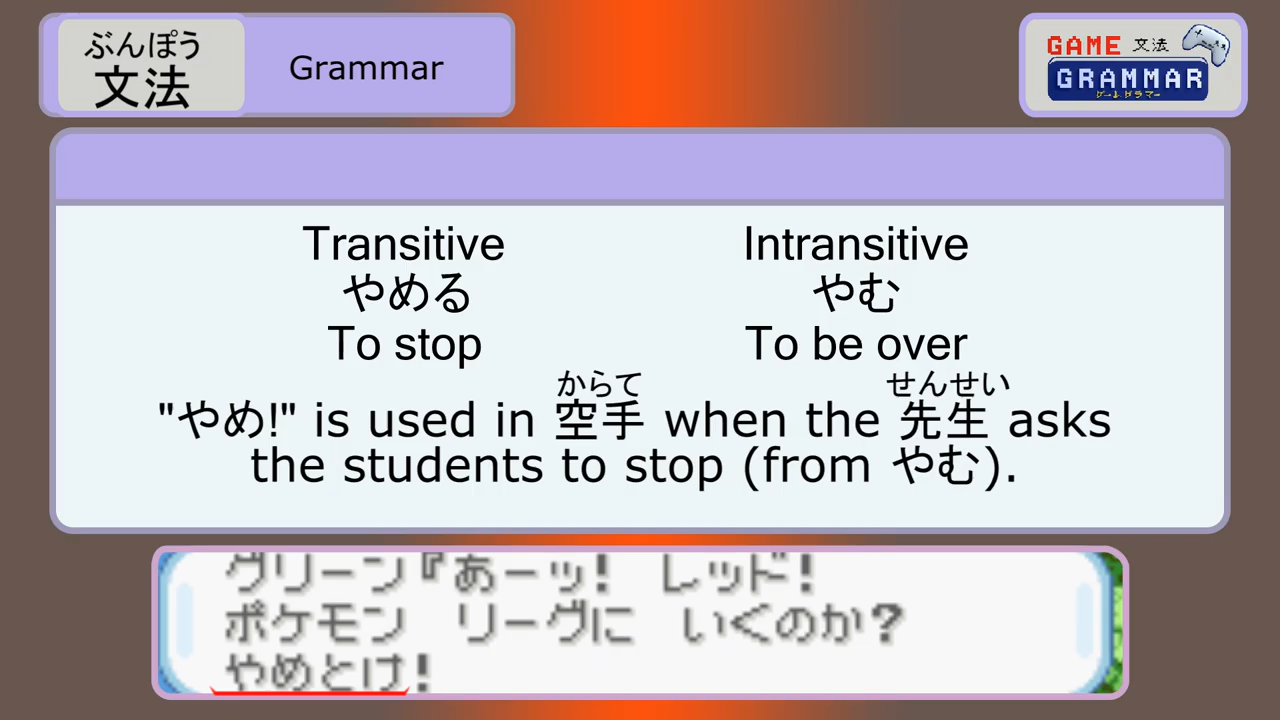 ぶんぽう
文法
Grammar
GAME 文法
GRAMMAR
ゲームグラマー
Transitive
Intransitive
やめる
やむ
To stop
To be over
からて
せんせい
"やめ!" is used in 空手 when the 先生 asks
the students to stop (from やむ).
グリーン『あーッ! レッド!
ポケモン リーグに いくのか?
やめとけ!